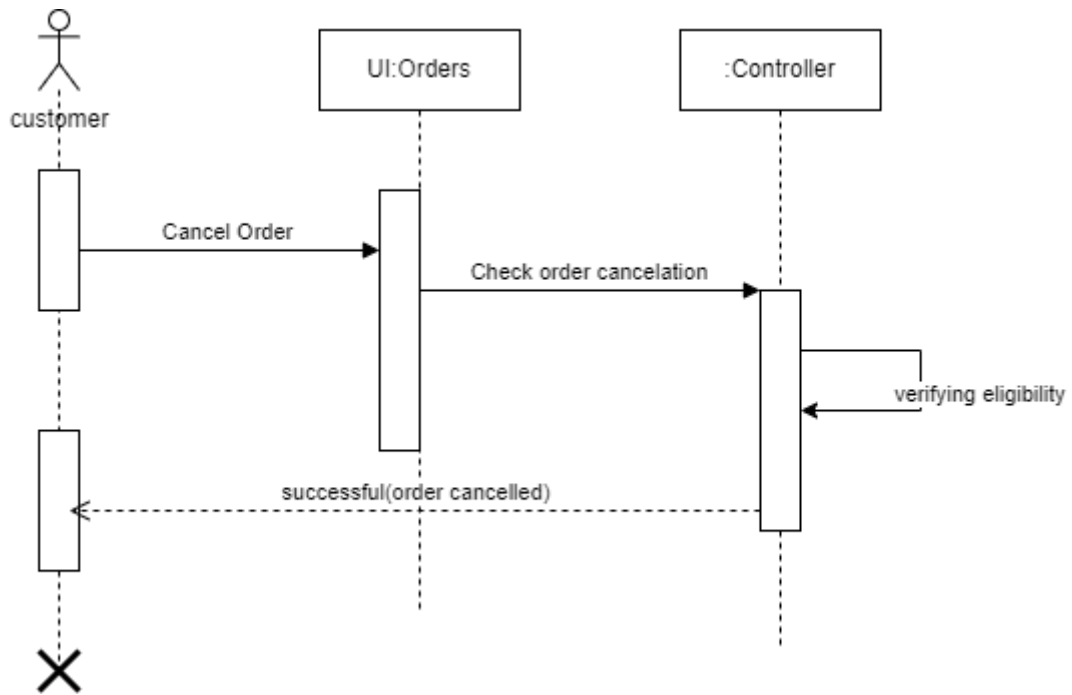 customer
UI:Orders
:Controller
Cancel Order
Check order cancelation
verifying eligibility
successful(order cancelled)